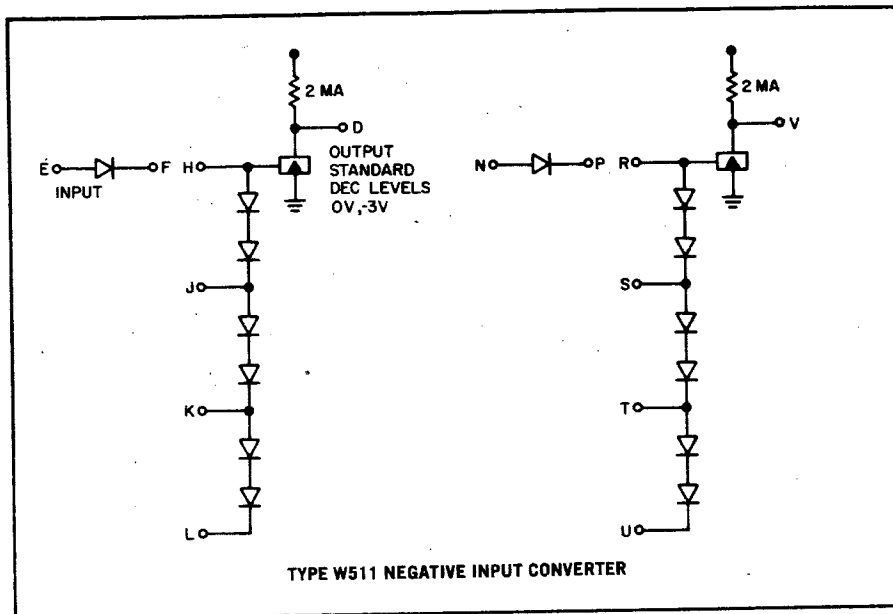 2 MA
D
E
F
H
INPUT
OUTPUT
STANDARD
DEC LEVELS
0V,-3V
J
K
L
2 MA
V
N
P
R
S
T
U
TYPE W511 NEGATIVE INPUT CONVERTER